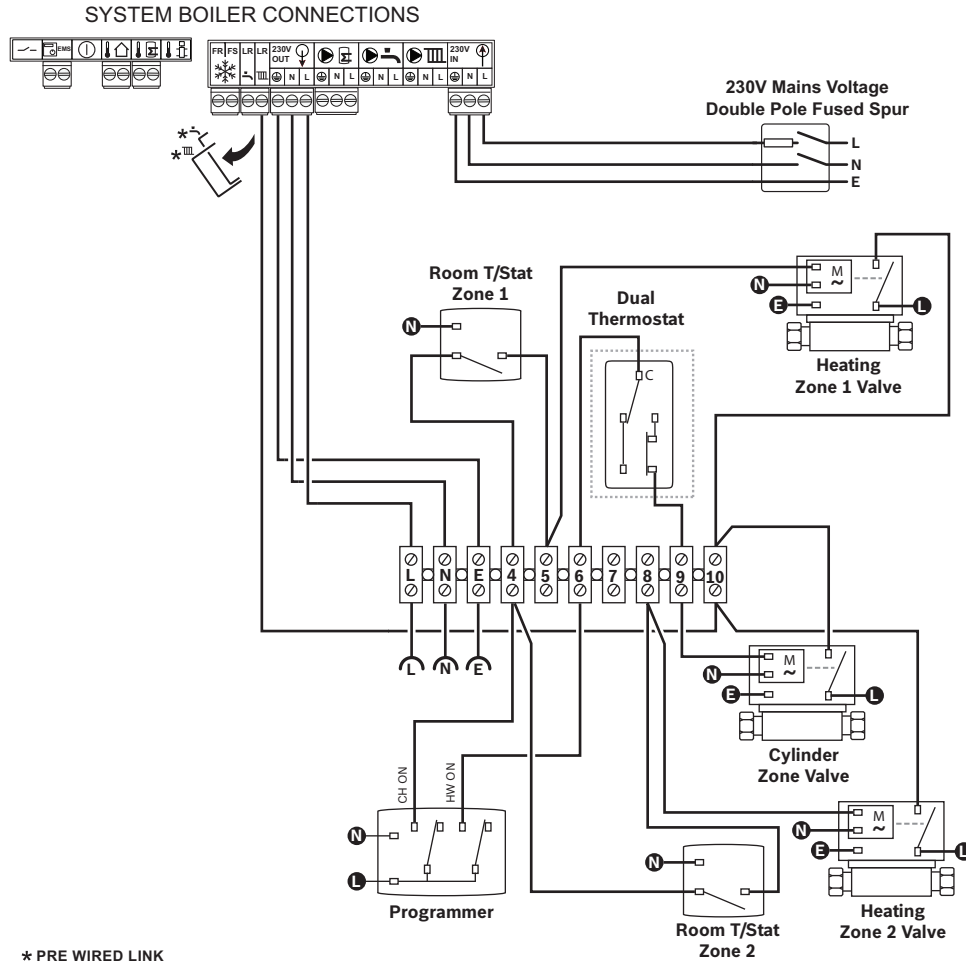 SYSTEM BOILER CONNECTIONS
EMS
FR FS LR LR 230V OUT 230V IN
N L N L N L N L N L
230V Mains Voltage
Double Pole Fused Spur
L
N
E
Room T/Stat
Zone 1
N
Dual
Thermostat
C
M
~
N
E
L
Heating
Zone 1 Valve
L N E 4 5 6 7 8 9 10
L N E
M
~
N
E
L
Cylinder
Zone Valve
CH ON
HW ON
N
L
Programmer
N
Room T/Stat
Zone 2
M
~
N
E
L
Heating
Zone 2 Valve
* PRE WIRED LINK